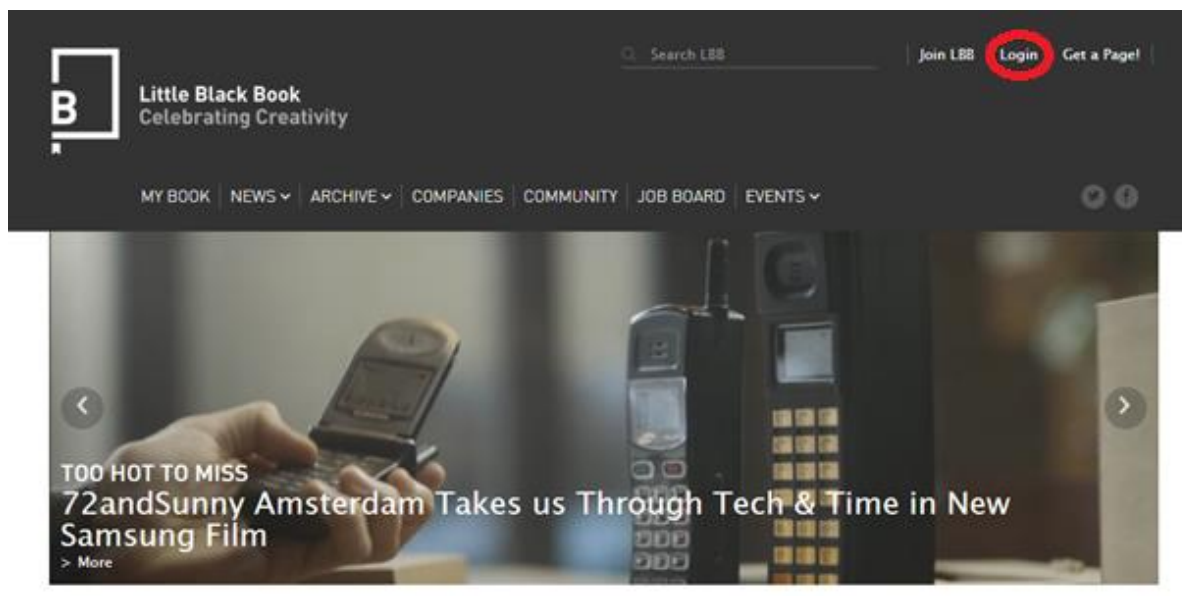 Search LBB
Join LBB Login Get a Page!
B
Little Black Book
Celebrating Creativity
MY BOOK NEWS ARCHIVE COMPANIES COMMUNITY JOB BOARD EVENTS
TOO HOT TO MISS
72andSunny Amsterdam Takes us Through Tech & Time in New
Samsung Film
> More